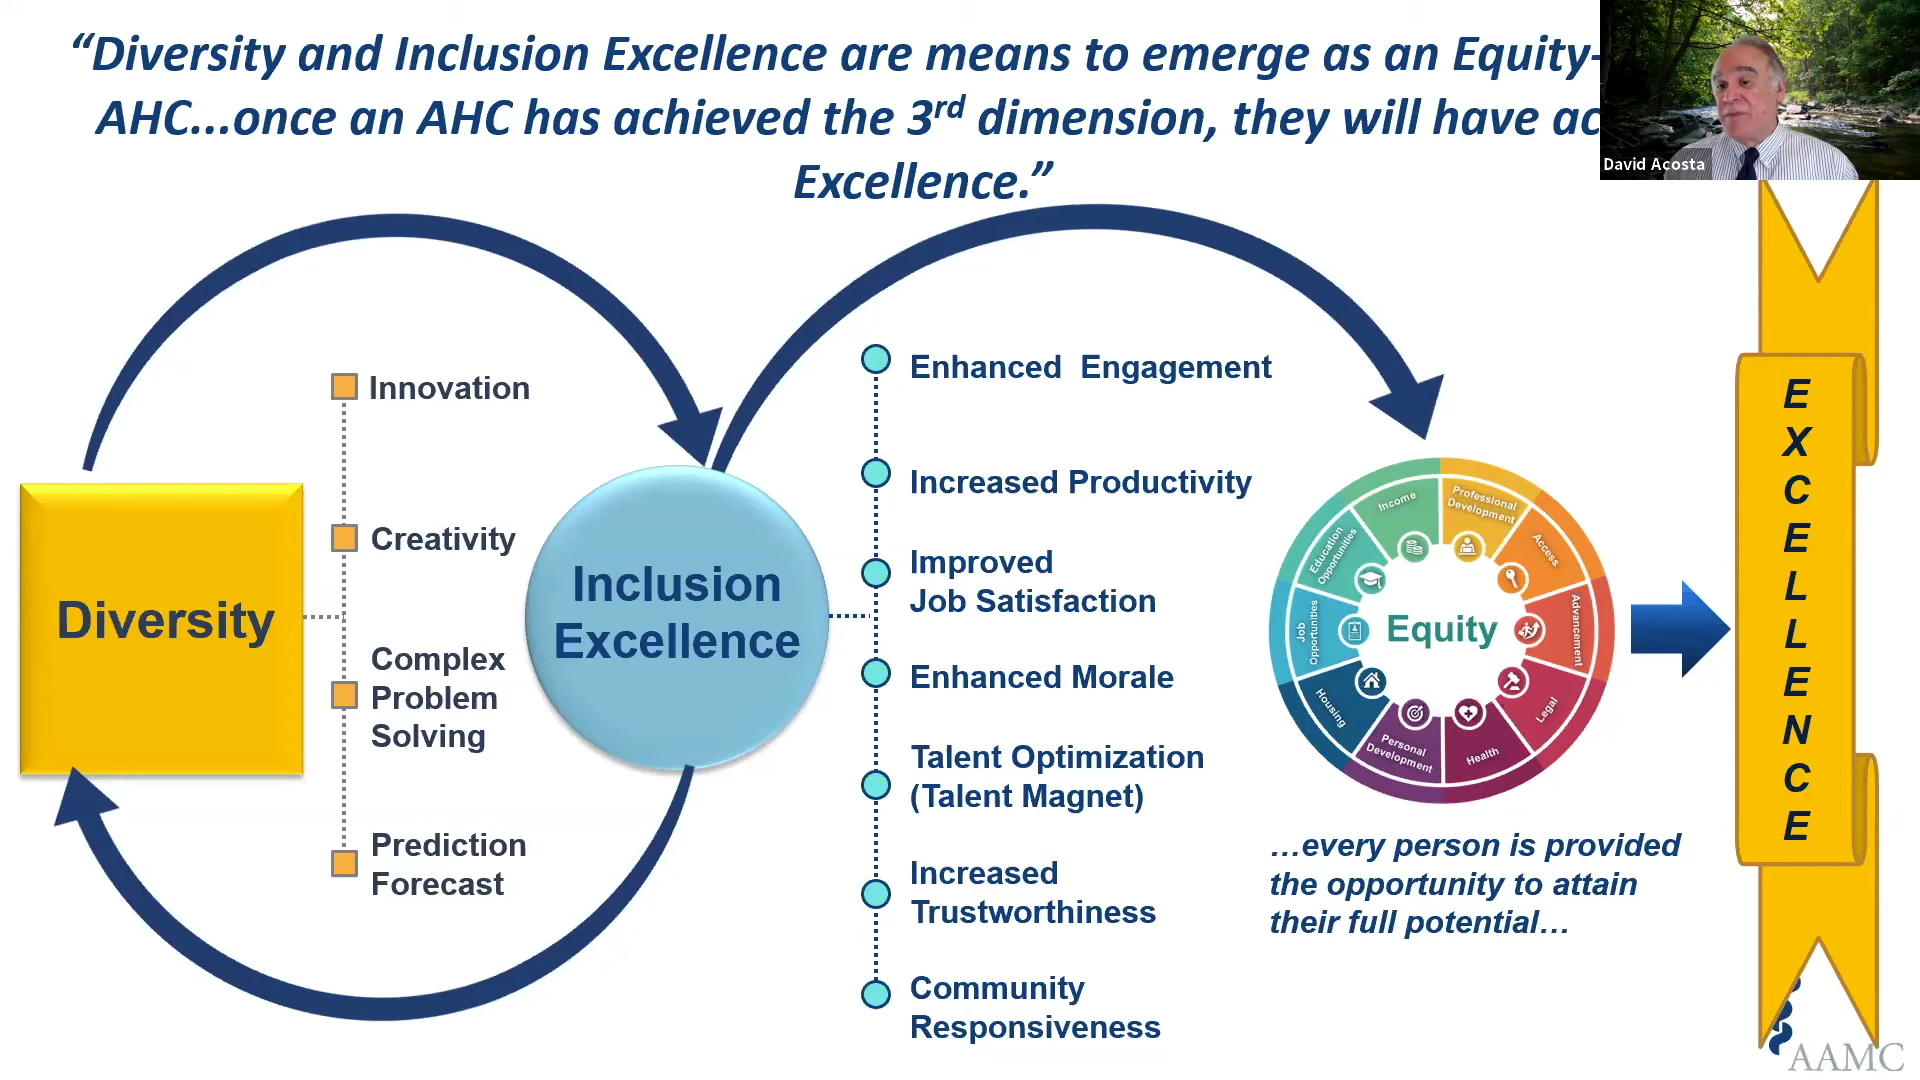 “Diversity and Inclusion Excellence are means to emerge as an Equity-
AHC...once an AHC has achieved the 3rd dimension, they will have ac
Excellence.”
David Acosta
Diversity
Innovation
Creativity
Complex
Problem
Solving
Prediction
Forecast
Inclusion
Excellence
Enhanced Engagement
Increased Productivity
Improved
Job Satisfaction
Enhanced Morale
Talent Optimization
(Talent Magnet)
Increased
Trustworthiness
Community
Responsiveness
Equity
Income
Professional
Development
Access
Advancement
Legal
Health
Personal
Development
Housing
Job
Opportunities
Education
Opportunities
…every person is provided
the opportunity to attain
their full potential…
EXCELLENCE
AAMC